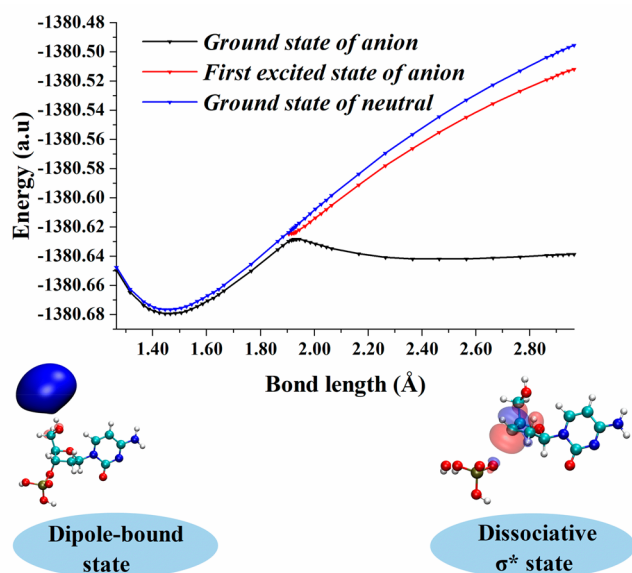 -1380.48
-1380.50
-1380.52
-1380.54
-1380.56
-1380.58
-1380.60
-1380.62
-1380.64
-1380.66
-1380.68
Energy (a.u)
Ground state of anion
First excited state of anion
Ground state of neutral
1.40 1.60 1.80 2.00 2.20 2.40 2.60 2.80
Bond length (Å)
Dipole-bound
state
Dissociative
σ* state